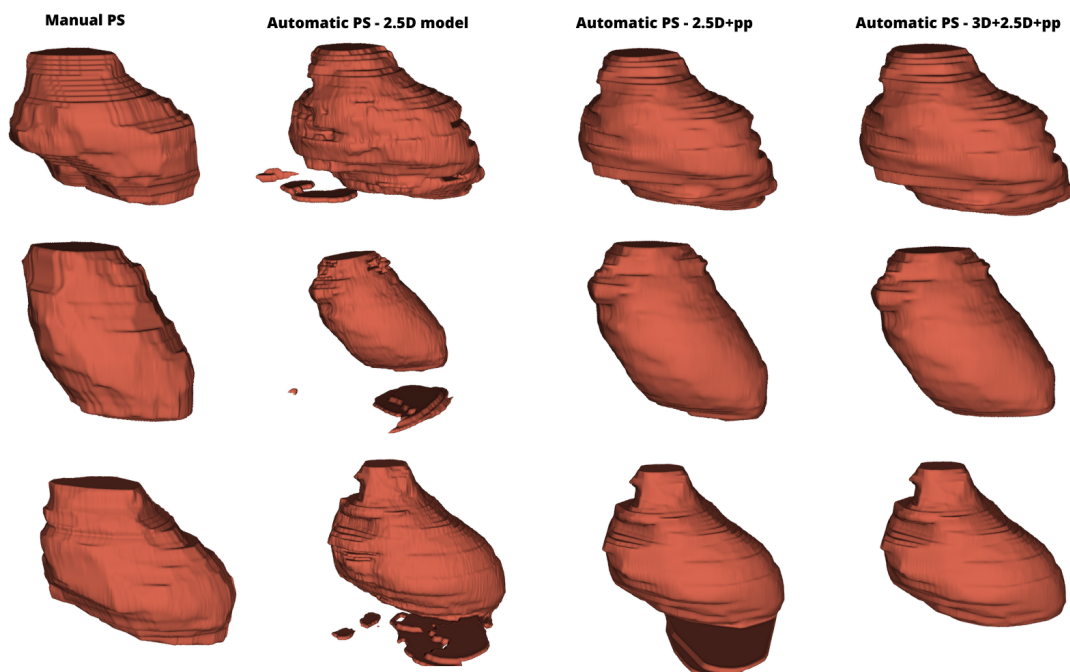 Manual PS
Automatic PS - 2.5D model
Automatic PS - 2.5D+pp
Automatic PS - 3D+2.5D+pp